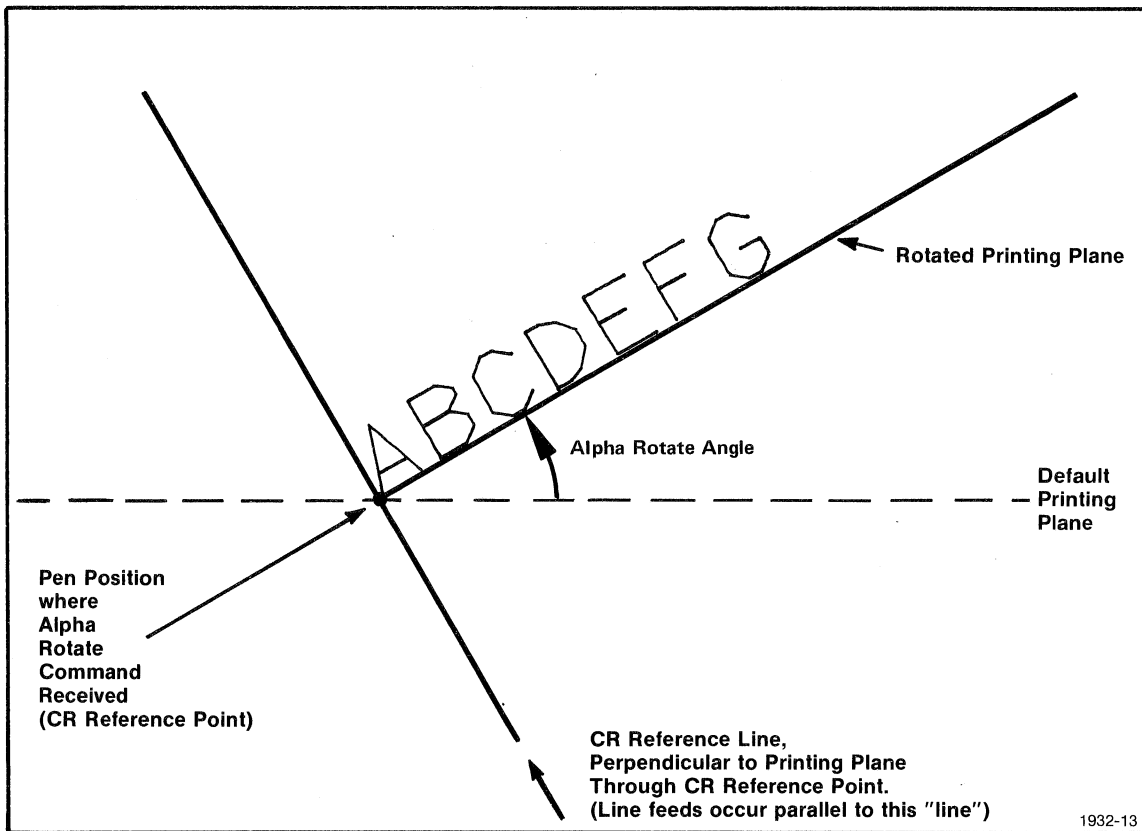 ABCDEFG
Rotated Printing Plane
Alpha Rotate Angle
Default
Printing
Plane
Pen Position
where
Alpha
Rotate
Command
Received
(CR Reference Point)
CR Reference Line,
Perpendicular to Printing Plane
Through CR Reference Point.
(Line feeds occur parallel to this "line")
1932-13